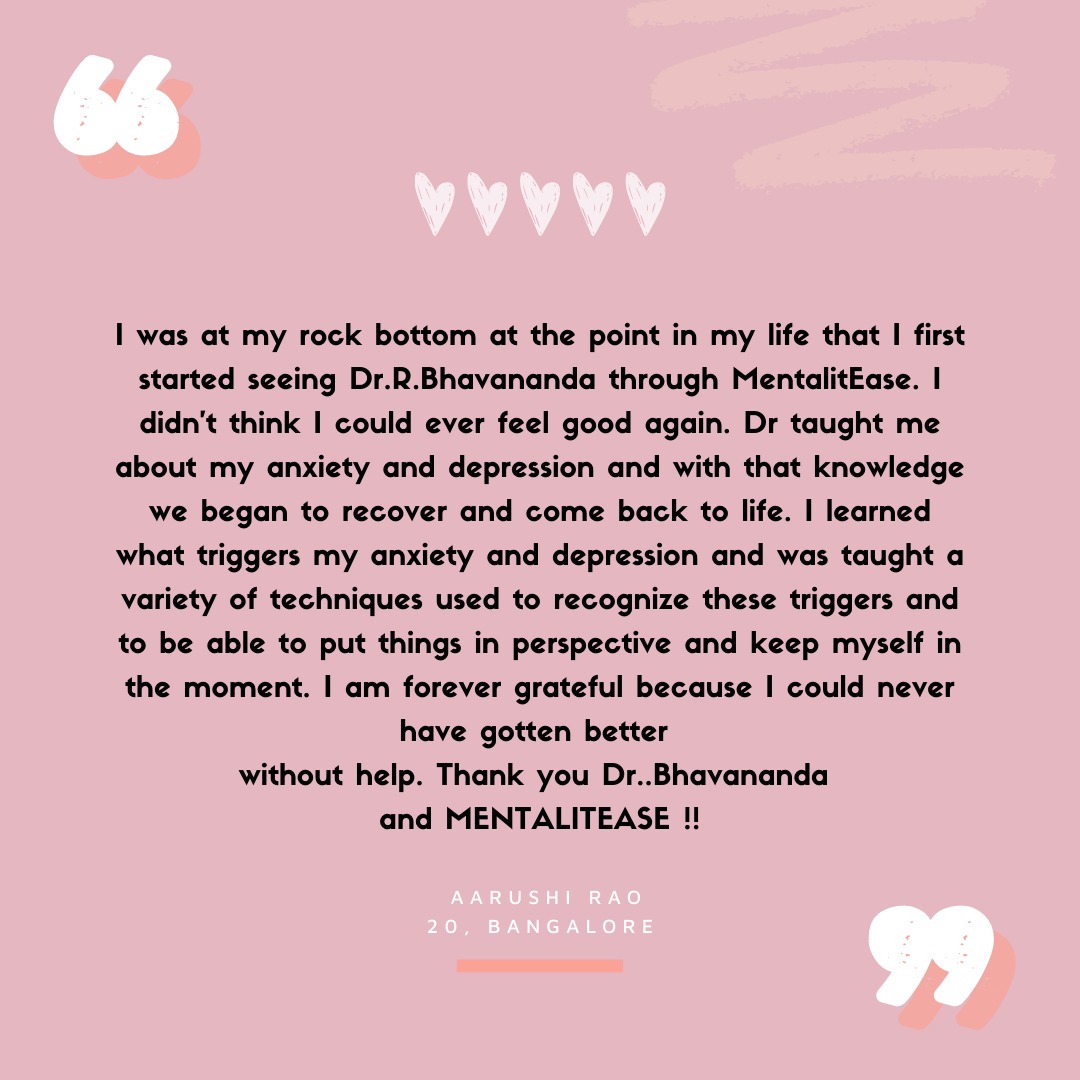 I was at my rock bottom at the point in my life that I first
started seeing Dr.R.Bhavananda through MentalitEase. I
didn't think I could ever feel good again. Dr taught me
about my anxiety and depression and with that knowledge
we began to recover and come back to life. I learned
what triggers my anxiety and depression and was taught a
variety of techniques used to recognize these triggers and
to be able to put things in perspective and keep myself in
the moment. I am forever grateful because I could never
have gotten better
without help. Thank you Dr..Bhavananda
and MENTALITEASE !!
AARUSHI RAO
20, BANGALORE